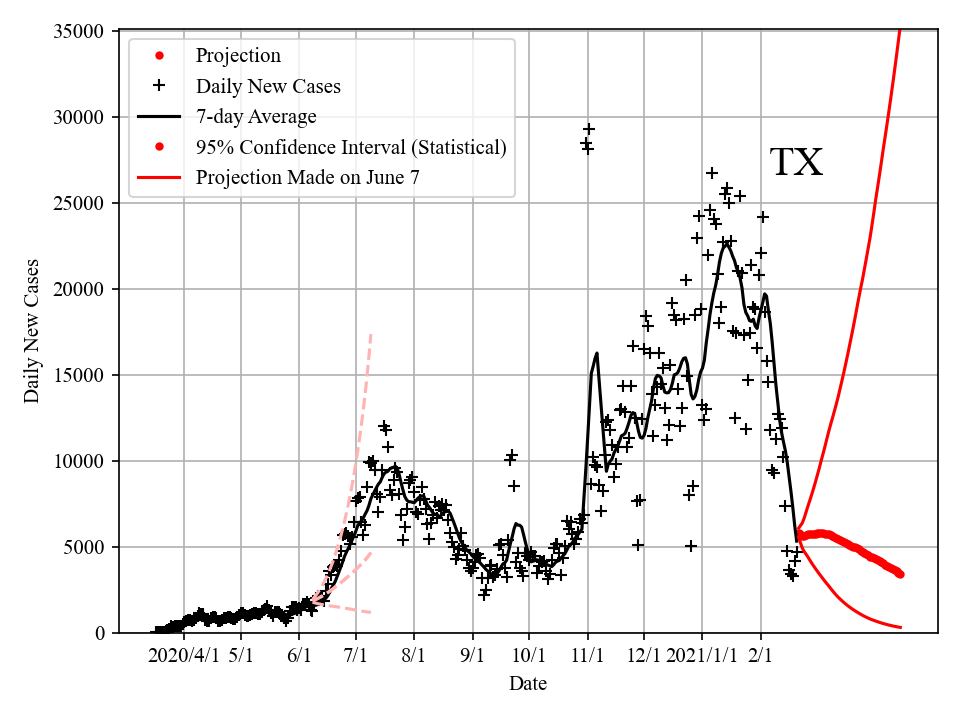 35000
30000
25000
20000
15000
10000
5000
0
Daily New Cases
Projection
Daily New Cases
7-day Average
95% Confidence Interval (Statistical)
Projection Made on June 7
TX
2020/4/1 5/1 6/1 7/1 8/1 9/1 10/1 11/1 12/1 2021/1/1 2/1
Date